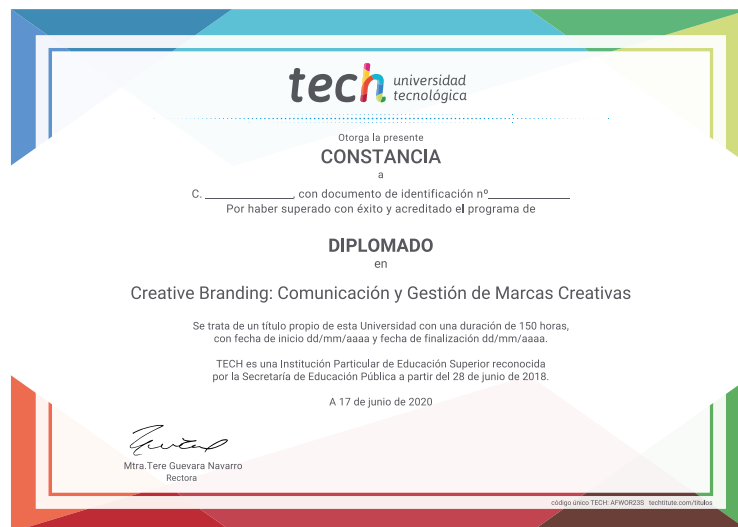 tech universidad
tecnológica
Otorga la presente
CONSTANCIA
a
C. ______________, con documento de identificación nº_____________
Por haber superado con éxito y acreditado el programa de
DIPLOMADO
en
Creative Branding: Comunicación y Gestión de Marcas Creativas
Se trata de un título propio de esta Universidad con una duración de 150 horas,
con fecha de inicio dd/mm/aaaa y fecha de finalización dd/mm/aaaa.
TECH es una Institución Particular de Educación Superior reconocida
por la Secretaría de Educación Pública a partir del 28 de junio de 2018.
A 17 de junio de 2020
Mtra.Tere Guevara Navarro
Rectora
código único TECH: AFWOR23S techtitute.com/títulos